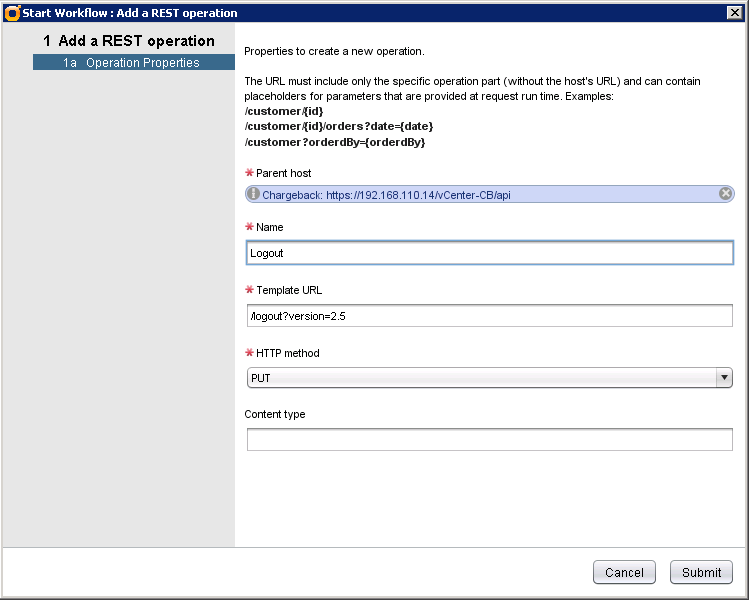 Start Workflow : Add a REST operation
1 Add a REST operation
1a Operation Properties
Properties to create a new operation.
The URL must include only the specific operation part (without the host's URL) and can contain
placeholders for parameters that are provided at request run time. Examples:
/customer/{id}
/customer/{id}/orders?date={date}
/customer?orderdBy={orderdBy}
* Parent host
Chargeback: https://192.168.110.14/vCenter-CB/api
* Name
Logout
* Template URL
/logout?version=2.5
* HTTP method
PUT
Content type
Cancel Submit